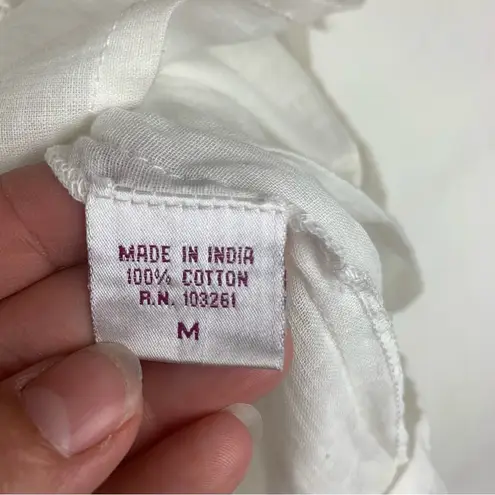 MADE IN INDIA
100% COTTON
R.N. 103261
M